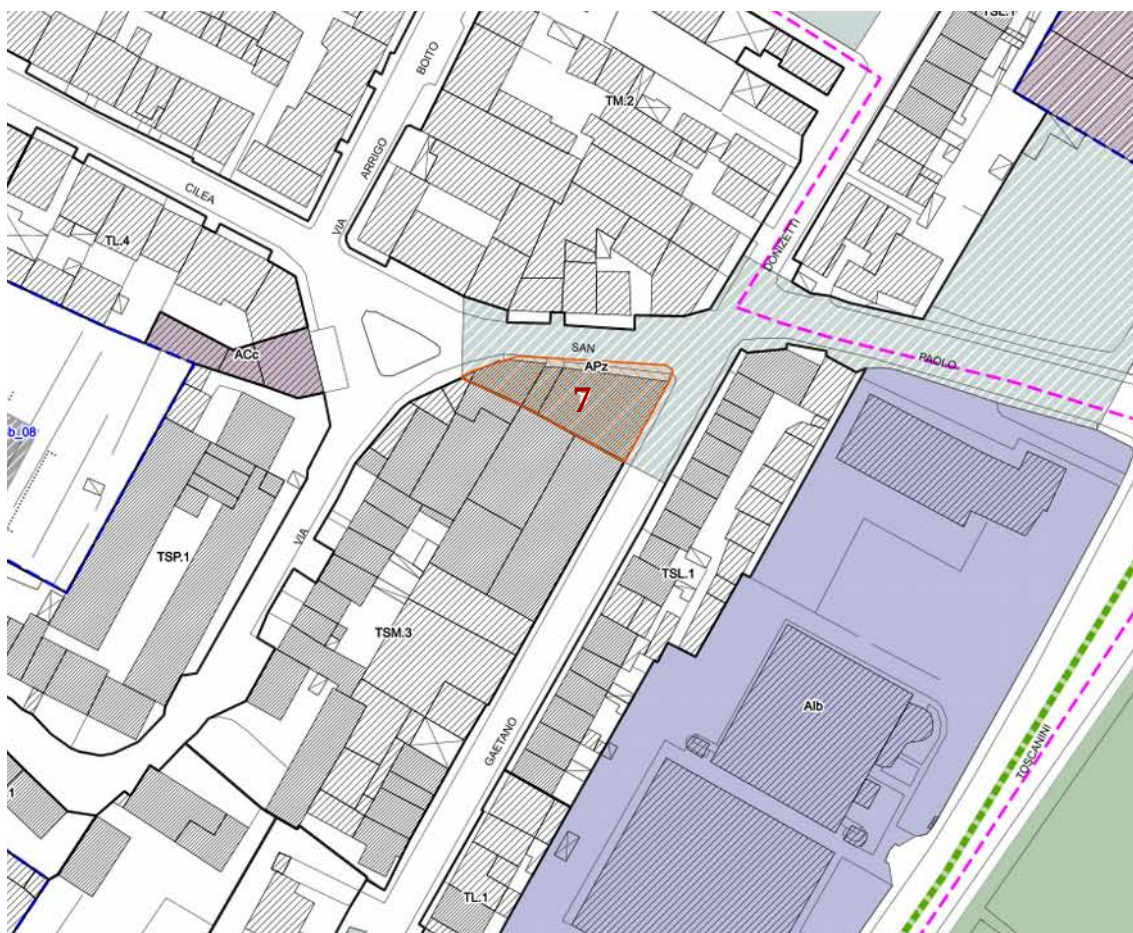 TSL.1
BOITO
TM.2
ARRIGO
CILEA
VIA
TL.4
DONIZETTI
SAN
ACc
APz
PAOLO
7
b_08
TSP.1
VIA
TSL.1
TSM.3
AIb
GAETANO
TOSCANINI
.1
TL.1